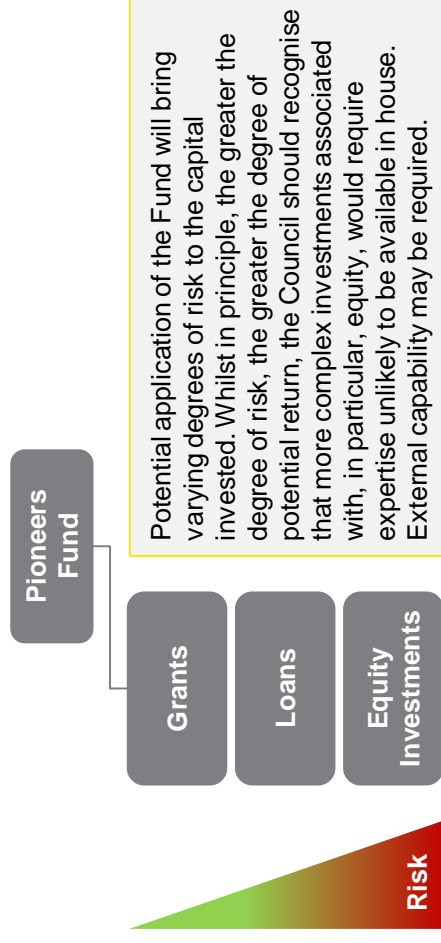 Pioneers
Fund
Grants
Loans
Equity
Investments
Risk
Potential application of the Fund will bring
varying degrees of risk to the capital
invested. Whilst in principle, the greater the
degree of risk, the greater the degree of
potential return, the Council should recognise
that more complex investments associated
with, in particular, equity, would require
expertise unlikely to be available in house.
External capability may be required.